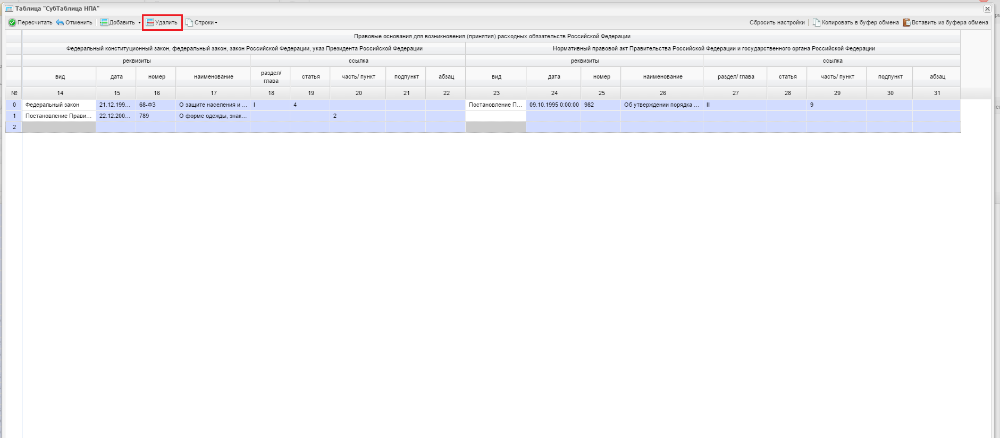 Таблица "СубТаблица НПА"
Пересчитать Отменить Добавить Удалить Строки Сбросить настройки Копировать в буфер обмена Вставить из буфера обмена
Правовые основания для возникновения (принятия) расходных обязательств Российской Федерации
Федеральный конституционный закон, федеральный закон, закон Российской Федерации, указ Президента Российской Федерации Нормативный правовой акт Правительства Российской Федерации и государственного органа Российской Федерации
реквизиты ссылка реквизиты ссылка
вид дата номер наименование раздел/ глава статья часть/ пункт подпункт абзац вид дата номер наименование раздел/ глава статья часть/ пункт подпункт абзац
№ 14 15 16 17 18 19 20 21 22 23 24 25 26 27 28 29 30 31
0 Федеральный закон 21.12.199... 68-ФЗ О защите населения и ... I 4 Постановление П... 09.10.1995 0:00:00 982 Об утверждении порядка ... II 9
1 Постановление Прави... 22.12.200... 789 О форме одежды, знак... 2
2